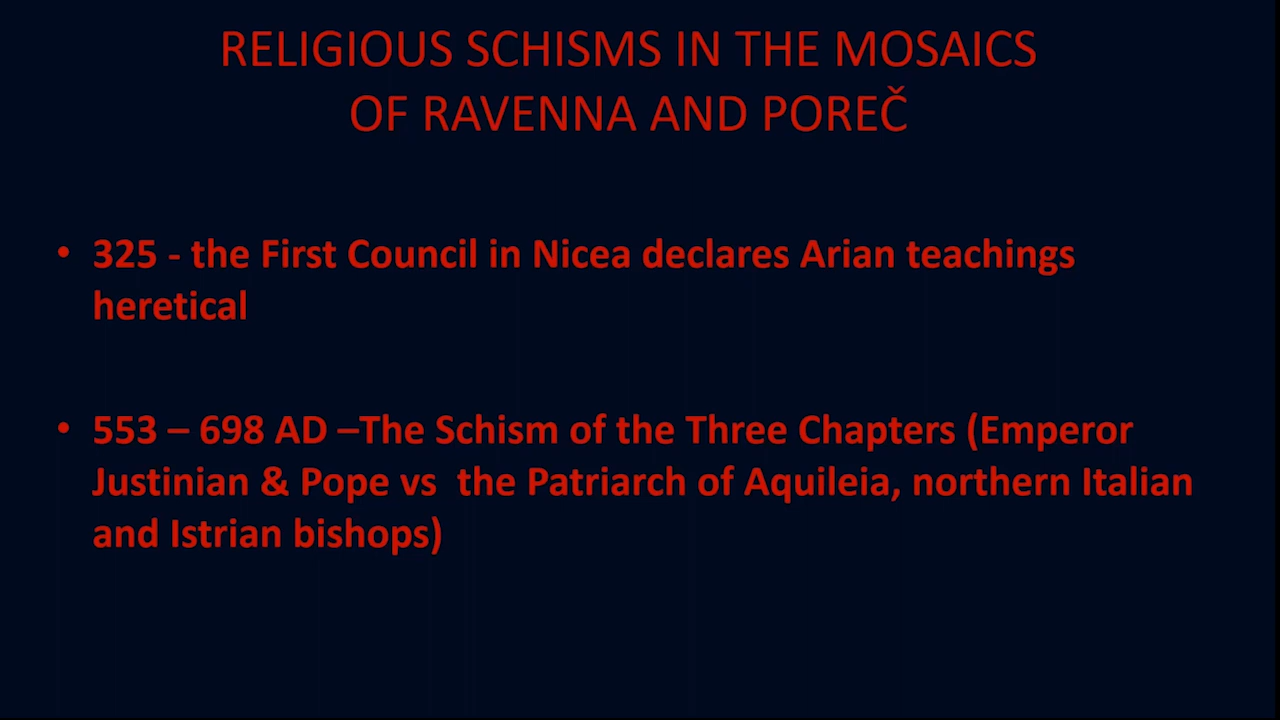 RELIGIOUS SCHISMS IN THE MOSAICS
OF RAVENNA AND POREČ
• 325 - the First Council in Nicea declares Arian teachings
heretical
• 553 – 698 AD –The Schism of the Three Chapters (Emperor
Justinian & Pope vs  the Patriarch of Aquileia, northern Italian
and Istrian bishops)